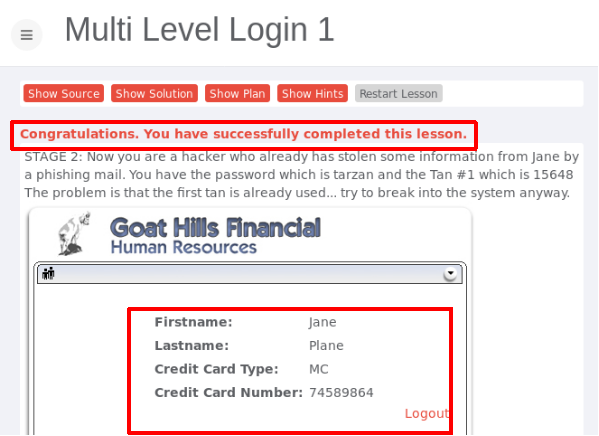 Multi Level Login 1
Show Source Show Solution Show Plan Show Hints Restart Lesson
Congratulations. You have successfully completed this lesson.
STAGE 2: Now you are a hacker who already has stolen some information from Jane by
a phishing mail. You have the password which is tarzan and the Tan #1 which is 15648
The problem is that the first tan is already used... try to break into the system anyway.
Goat Hills Financial
Human Resources
Firstname: Jane
Lastname: Plane
Credit Card Type: MC
Credit Card Number: 74589864
Logout